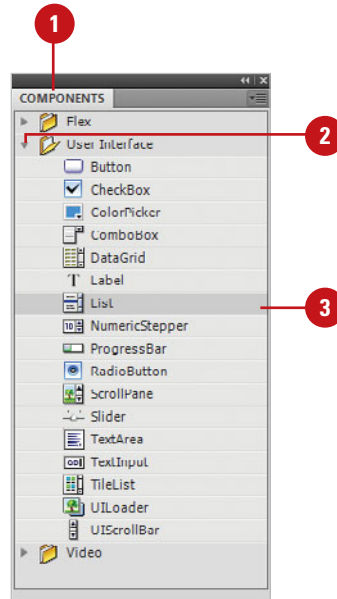 1
COMPONENTS
Flex
2
User Interface
Button
CheckBox
ColorPicker
ComboBox
DataGrid
Label
List
3
NumericStepper
ProgressBar
RadioButton
ScrollPane
Slider
TextArea
TextInput
TileList
UILoader
UIScrollBar
Video